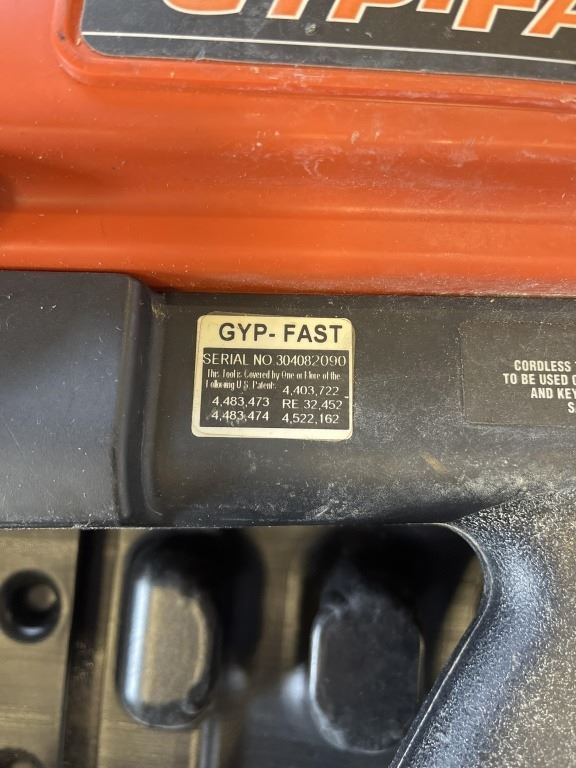 GYP-FA
GYP- FAST
SERIAL NO 304082090
This Tool is Covered by One or More of the
Following U.S. Patents: 4,403,722
4,483,473 RE 32,452
4,483,474 4,522,162
CORDLESS
TO BE USED O
AND KEY
S